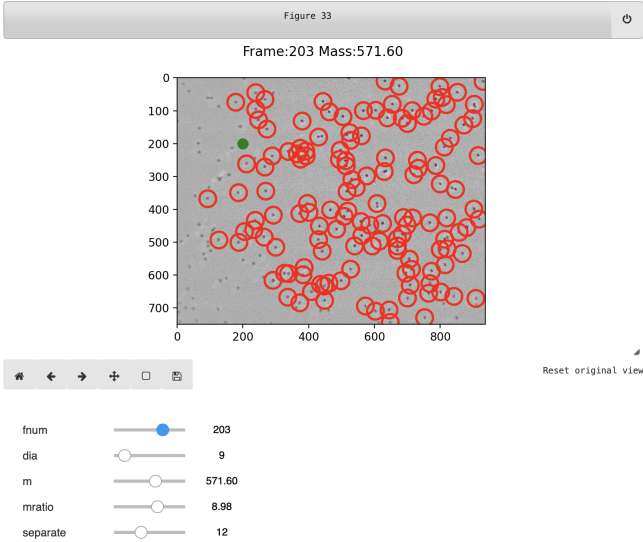 Figure 33
Frame:203 Mass:571.60
0
100
200
300
400
500
600
700
0 200 400 600 800
Reset original view
fnum 203
dia 9
m 571.60
mratio 8.98
separate 12